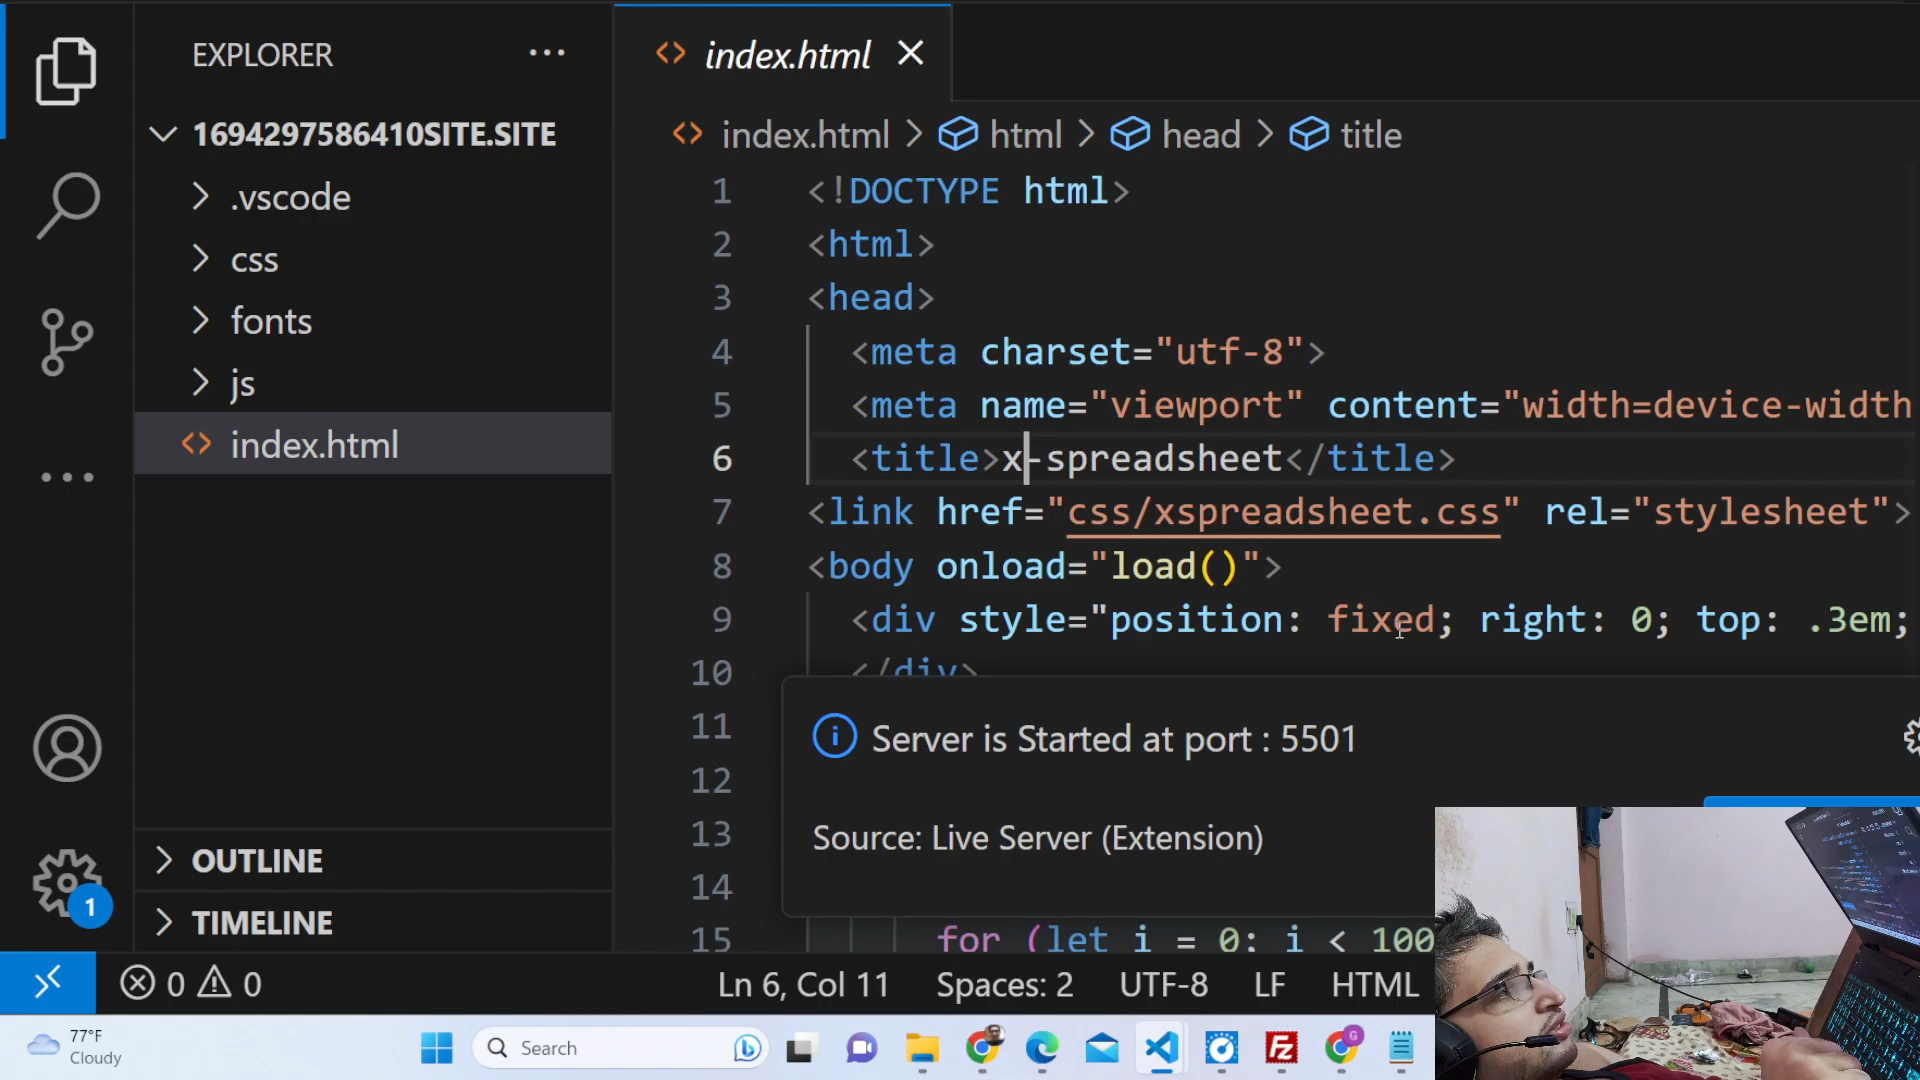 EXPLORER
1694297586410SITE.SITE
.vscode
css
fonts
js
index.html
OUTLINE
TIMELINE
index.html
index.html > html > head > title
1 <!DOCTYPE html>
2 <html>
3 <head>
4 <meta charset="utf-8">
5 <meta name="viewport" content="width=device-width
6 <title>x-spreadsheet</title>
7 <link href="css/xspreadsheet.css" rel="stylesheet">
8 <body onload="load()">
9 <div style="position: fixed; right: 0; top: .3em;
10 </div>
11
12
13
14
15 for (let i = 0; i < 100
Server is Started at port : 5501
Source: Live Server (Extension)
1
0 0
Ln 6, Col 11 Spaces: 2 UTF-8 LF HTML
77°F
Cloudy
Search
Fz
G